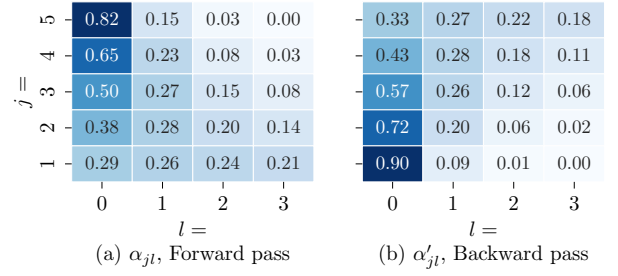 5 0.82 0.15 0.03 0.00 0.33 0.27 0.22 0.18
4 0.65 0.23 0.08 0.03 0.43 0.28 0.18 0.11
j = 3 0.50 0.27 0.15 0.08 0.57 0.26 0.12 0.06
2 0.38 0.28 0.20 0.14 0.72 0.20 0.06 0.02
1 0.29 0.26 0.24 0.21 0.90 0.09 0.01 0.00
0 1 2 3 0 1 2 3
l = l =
(a) α_{jl}, Forward pass (b) α′_{jl}, Backward pass